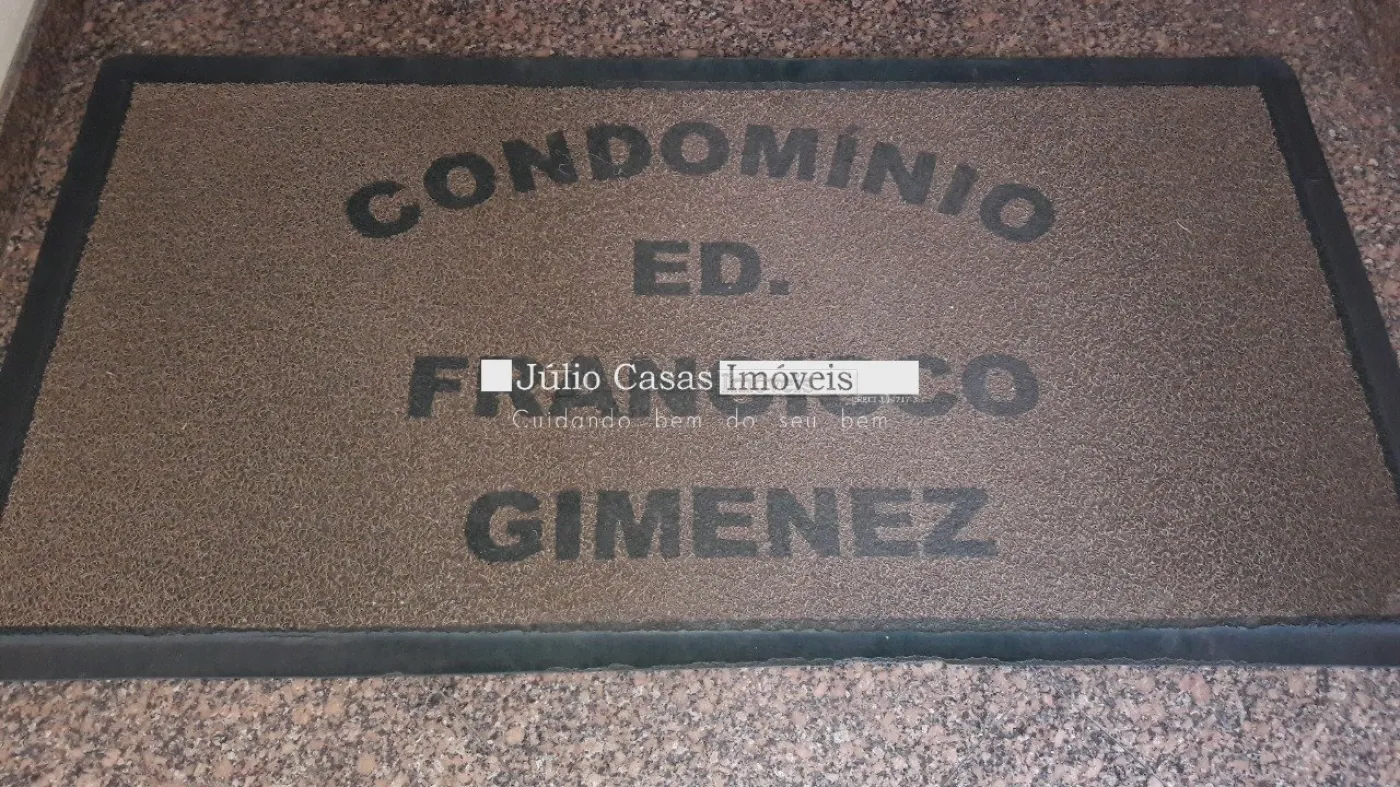 CONDOMÍNIO
ED.
FRANCISCO
GIMENEZ
Júlio Casas Imóveis
Cuidando bem do seu bem